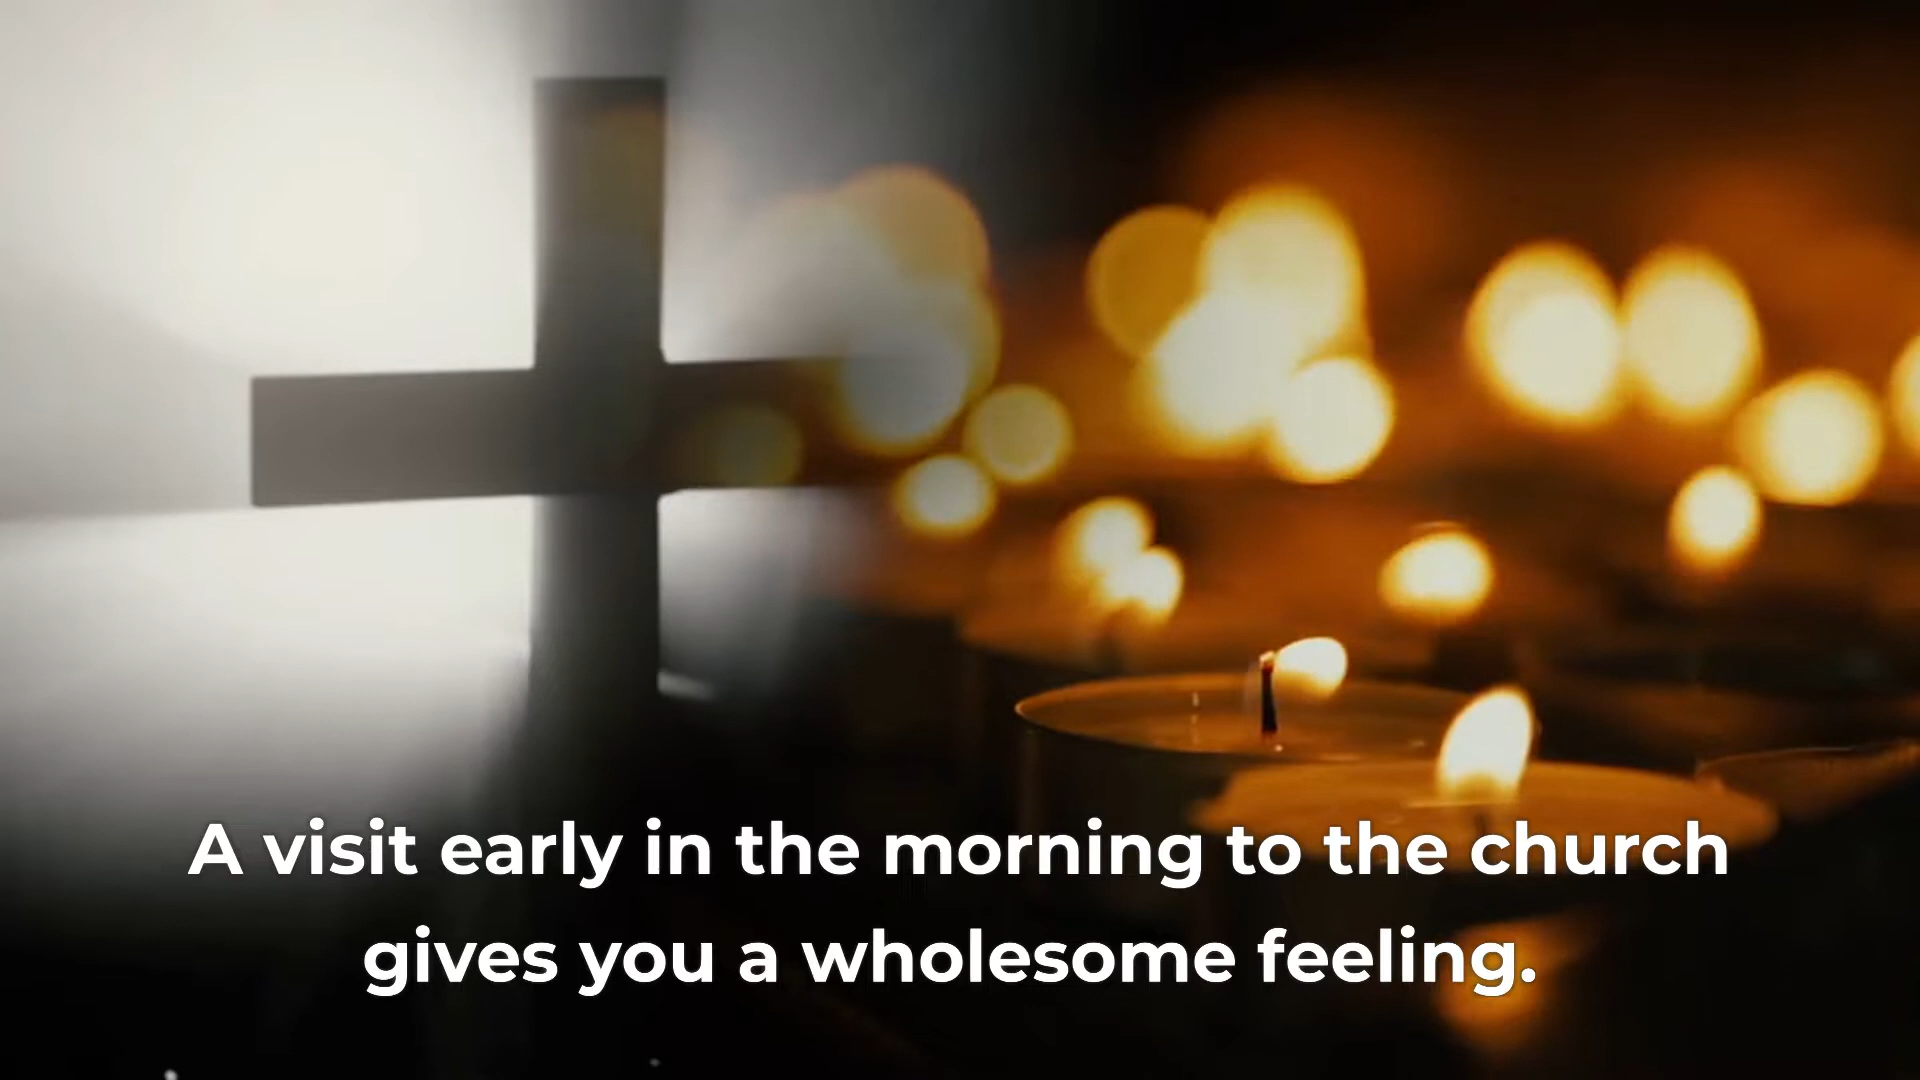 A visit early in the morning to the church
gives you a wholesome feeling.